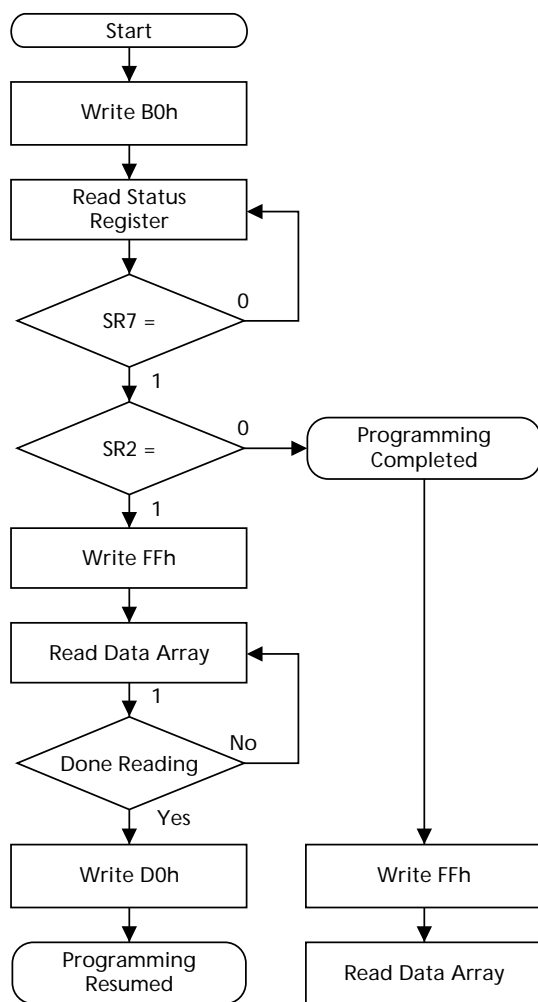 Start
Write B0h
Read Status
Register
0
SR7 =
1
0
SR2 =
Programming
Completed
1
Write FFh
Read Data Array
1
No
Done Reading
Yes
Write D0h
Write FFh
Programming
Resumed
Read Data Array